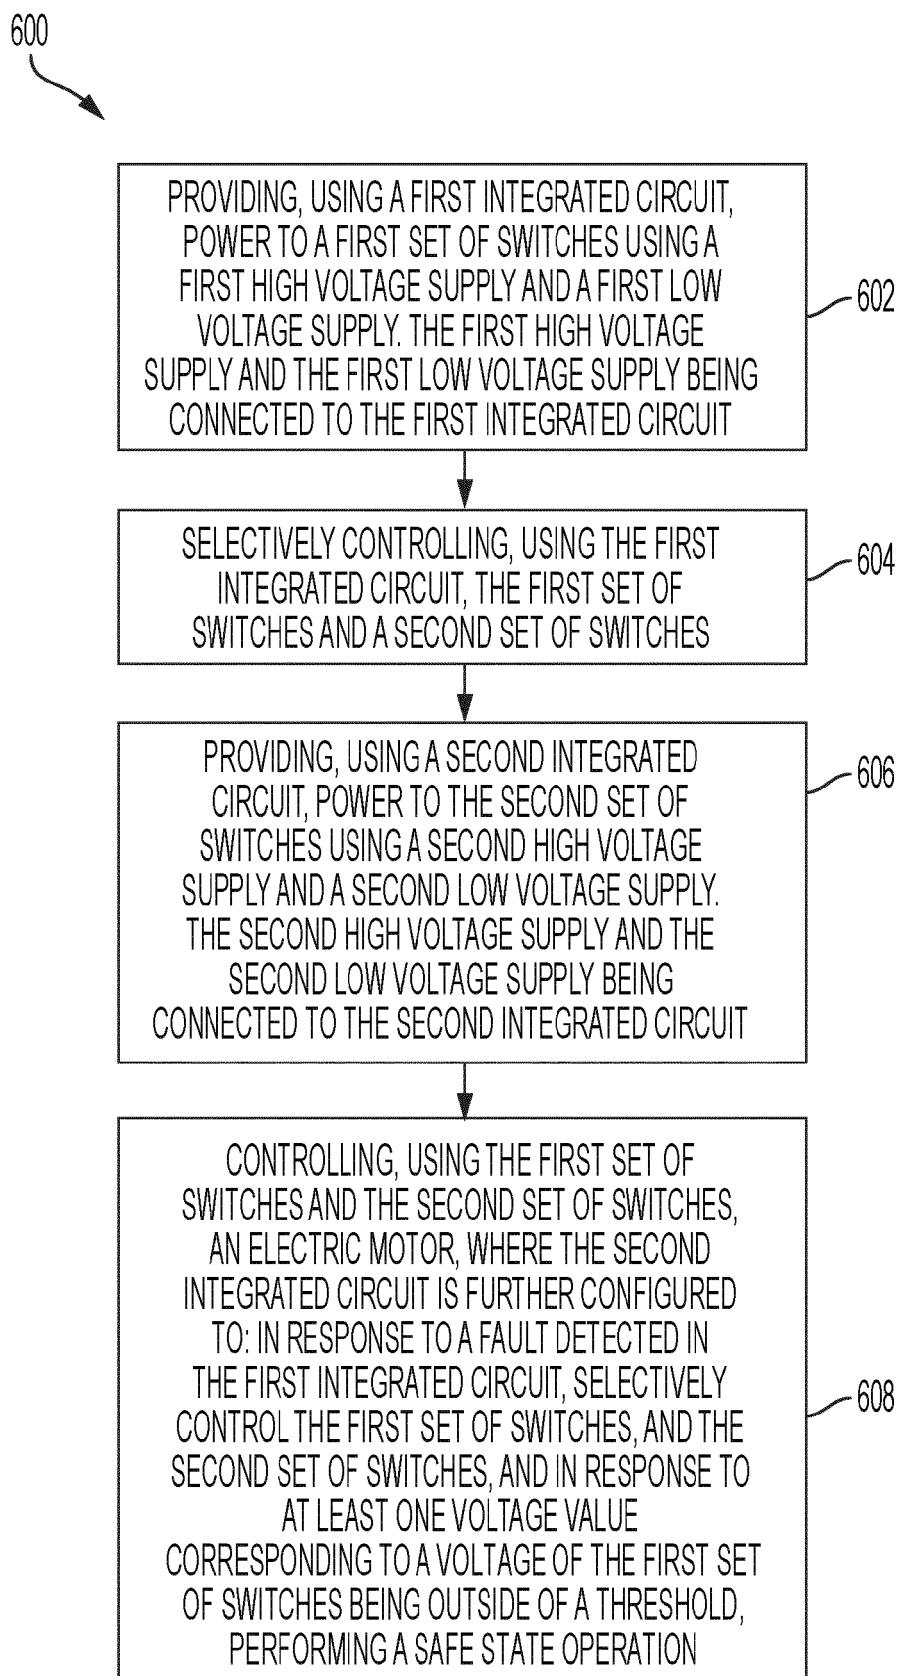 600
PROVIDING, USING A FIRST INTEGRATED CIRCUIT,
POWER TO A FIRST SET OF SWITCHES USING A
FIRST HIGH VOLTAGE SUPPLY AND A FIRST LOW
VOLTAGE SUPPLY. THE FIRST HIGH VOLTAGE
SUPPLY AND THE FIRST LOW VOLTAGE SUPPLY BEING
CONNECTED TO THE FIRST INTEGRATED CIRCUIT
602
SELECTIVELY CONTROLLING, USING THE FIRST
INTEGRATED CIRCUIT, THE FIRST SET OF
SWITCHES AND A SECOND SET OF SWITCHES
604
PROVIDING, USING A SECOND INTEGRATED
CIRCUIT, POWER TO THE SECOND SET OF
SWITCHES USING A SECOND HIGH VOLTAGE
SUPPLY AND A SECOND LOW VOLTAGE SUPPLY.
THE SECOND HIGH VOLTAGE SUPPLY AND THE
SECOND LOW VOLTAGE SUPPLY BEING
CONNECTED TO THE SECOND INTEGRATED CIRCUIT
606
CONTROLLING, USING THE FIRST SET OF
SWITCHES AND THE SECOND SET OF SWITCHES,
AN ELECTRIC MOTOR, WHERE THE SECOND
INTEGRATED CIRCUIT IS FURTHER CONFIGURED
TO: IN RESPONSE TO A FAULT DETECTED IN
THE FIRST INTEGRATED CIRCUIT, SELECTIVELY
CONTROL THE FIRST SET OF SWITCHES, AND THE
SECOND SET OF SWITCHES, AND IN RESPONSE TO
AT LEAST ONE VOLTAGE VALUE
CORRESPONDING TO A VOLTAGE OF THE FIRST SET
OF SWITCHES BEING OUTSIDE OF A THRESHOLD,
PERFORMING A SAFE STATE OPERATION
608